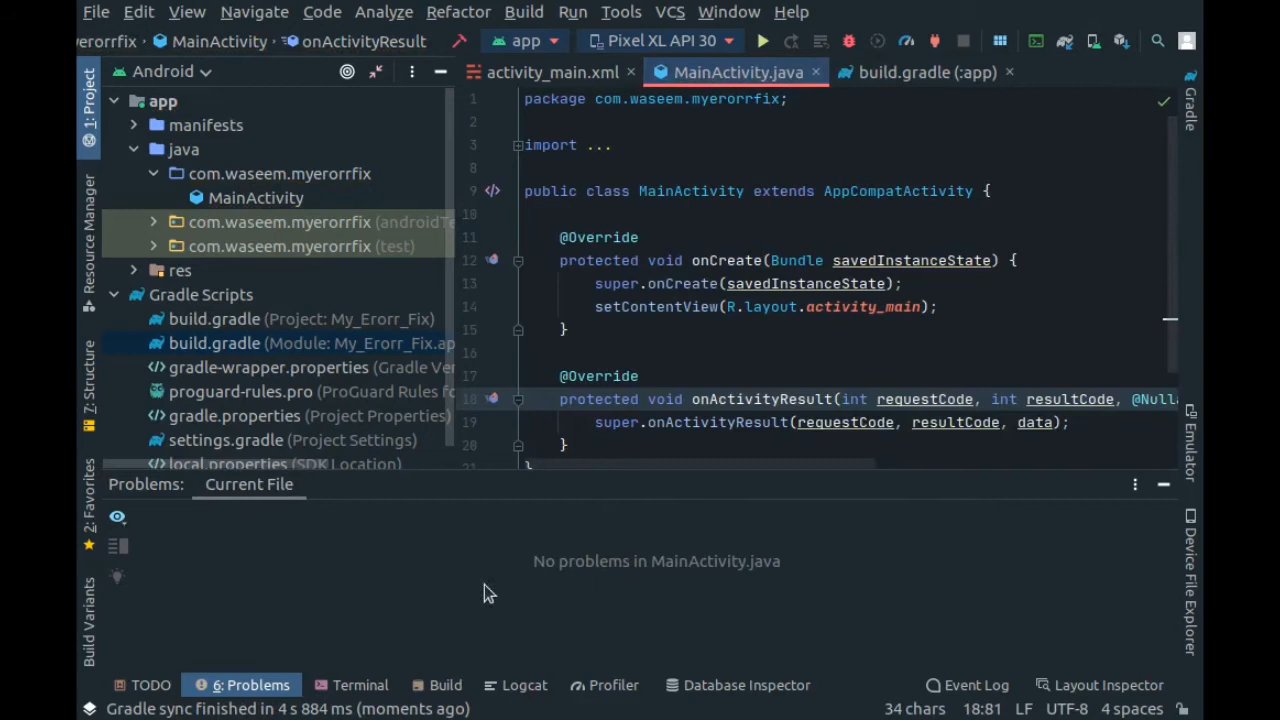 File Edit View Navigate Code Analyze Refactor Build Run Tools VCS Window Help
yerorrfix MainActivity onActivityResult app Pixel XL API 30
1: Project
Resource Manager
7: Structure
2: Favorites
Build Variants
Android
app
manifests
java
com.waseem.myerorrfix
MainActivity
com.waseem.myerorrfix (androidTe
com.waseem.myerorrfix (test)
res
Gradle Scripts
build.gradle (Project: My_Erorr_Fix)
build.gradle (Module: My_Erorr_Fix.ap
gradle-wrapper.properties (Gradle Ver
proguard-rules.pro (ProGuard Rules fo
gradle.properties (Project Properties)
settings.gradle (Project Settings)
local.properties (SDK Location)
activity_main.xml MainActivity.java build.gradle (:app)
1 package com.waseem.myerorrfix;
2
3 import ...
8
9 public class MainActivity extends AppCompatActivity {
10
11 @Override
12 protected void onCreate(Bundle savedInstanceState) {
13 super.onCreate(savedInstanceState);
14 setContentView(R.layout.activity_main);
15 }
16
17 @Override
18 protected void onActivityResult(int requestCode, int resultCode, @Nulla
19 super.onActivityResult(requestCode, resultCode, data);
20 }
21 }
Gradle
Emulator
Device File Explorer
Problems: Current File
No problems in MainActivity.java
TODO 6: Problems Terminal Build Logcat Profiler Database Inspector Event Log Layout Inspector
Gradle sync finished in 4 s 884 ms (moments ago) 34 chars 18:81 LF UTF-8 4 spaces